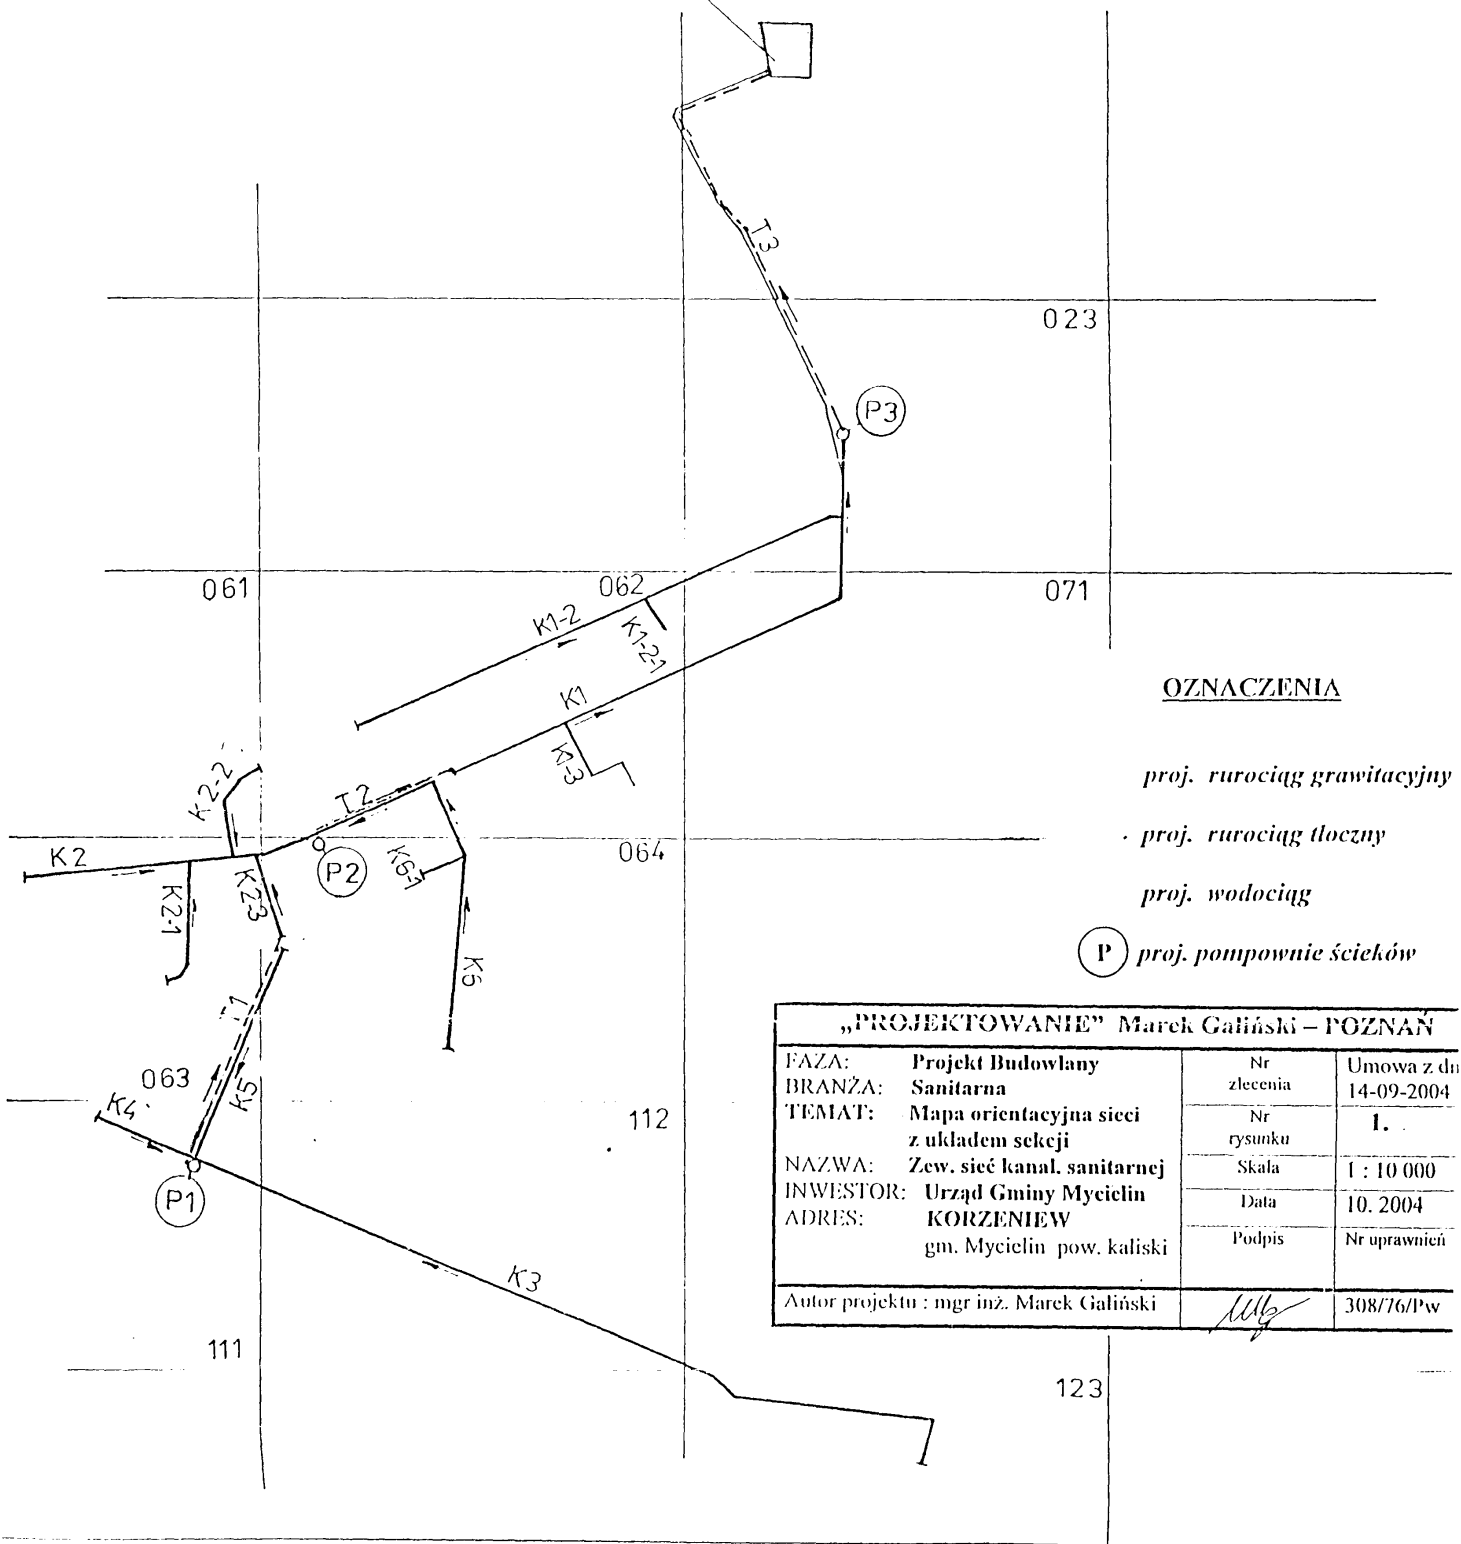 T3
023
P3
061
062
071
K1-2
K1-2-1
K1
K1-3
OZNACZENIA
proj. rurociąg grawitacyjny
proj. rurociąg tłoczny
proj. wodociąg
P proj. pompownie ścieków
K2-2
T2
K2
P2
064
K6-1
K2-1
K2-3
K6
T1
063
K5
K4
112
P1
K3
111
123
„PROJEKTOWANIE” Marek Galiński – POZNAŃ
FAZA: Projekt Budowlany
BRANŻA: Sanitarna
TEMAT: Mapa orientacyjna sieci
z układem sekcji
NAZWA: Zew. sieć kanal. sanitarnej
INWESTOR: Urząd Gminy Mycielin
ADRES: KORZENIEW
gm. Mycielin pow. kaliski
Nr
zlecenia
Umowa z dn
14-09-2004
Nr
rysunku
1.
Skala
1 : 10 000
Data
10. 2004
Podpis
Nr uprawnień
Autor projektu : mgr inż. Marek Galiński
308/76/Pw